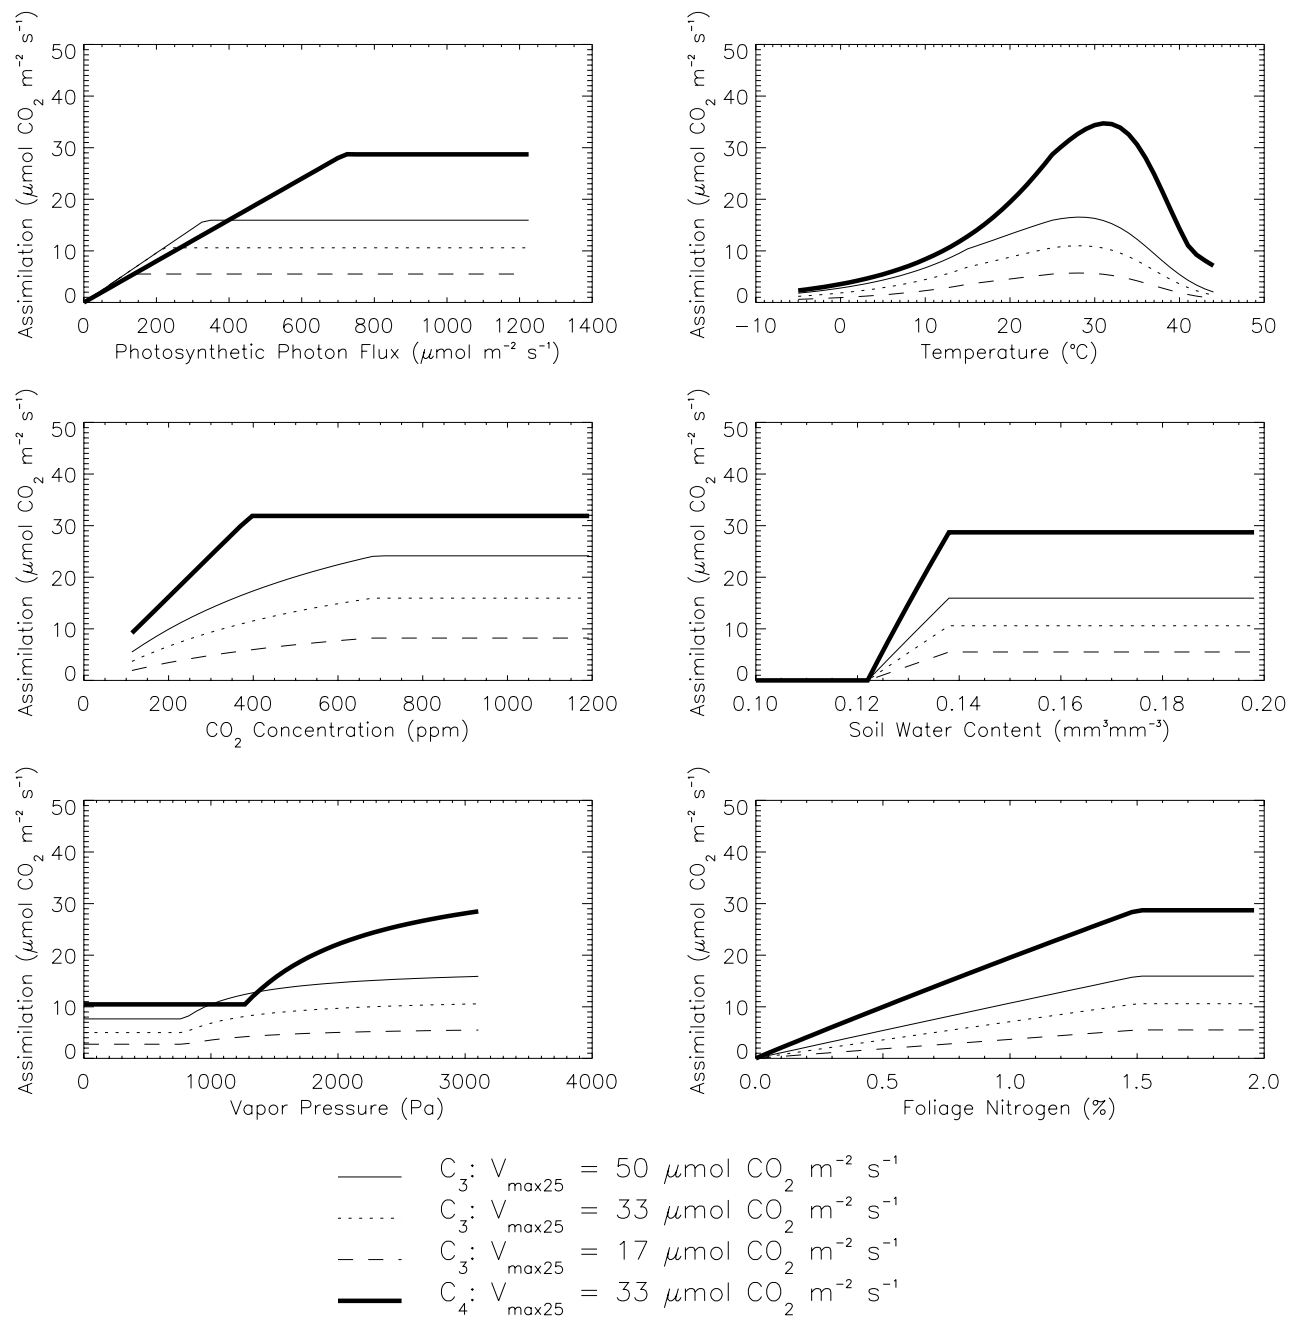 Assimilation (μmol CO₂ m⁻² s⁻¹)
50
40
30
20
10
0
0 200 400 600 800 1000 1200 1400
Photosynthetic Photon Flux (μmol m⁻² s⁻¹)
Assimilation (μmol CO₂ m⁻² s⁻¹)
50
40
30
20
10
0
−10 0 10 20 30 40 50
Temperature (°C)
Assimilation (μmol CO₂ m⁻² s⁻¹)
50
40
30
20
10
0
0 200 400 600 800 1000 1200
CO₂ Concentration (ppm)
Assimilation (μmol CO₂ m⁻² s⁻¹)
50
40
30
20
10
0
0.10 0.12 0.14 0.16 0.18 0.20
Soil Water Content (mm³mm⁻³)
Assimilation (μmol CO₂ m⁻² s⁻¹)
50
40
30
20
10
0
0 1000 2000 3000 4000
Vapor Pressure (Pa)
Assimilation (μmol CO₂ m⁻² s⁻¹)
50
40
30
20
10
0
0.0 0.5 1.0 1.5 2.0
Foliage Nitrogen (%)
C₃: Vmax25 = 50 μmol CO₂ m⁻² s⁻¹
C₃: Vmax25 = 33 μmol CO₂ m⁻² s⁻¹
C₃: Vmax25 = 17 μmol CO₂ m⁻² s⁻¹
C₄: Vmax25 = 33 μmol CO₂ m⁻² s⁻¹